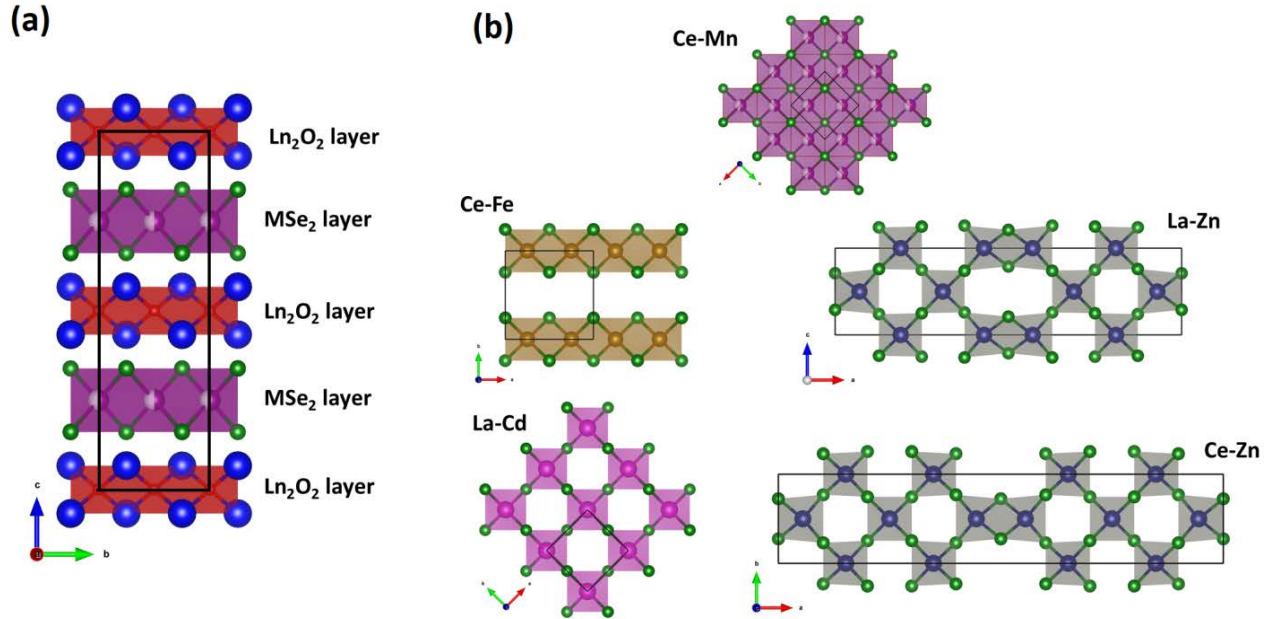 (a)
Ln₂O₂ layer
MSe₂ layer
Ln₂O₂ layer
MSe₂ layer
Ln₂O₂ layer
c
b
(b)
Ce-Mn
a
b
Ce-Fe
b
a
La-Zn
c
a
La-Cd
b
a
Ce-Zn
b
a